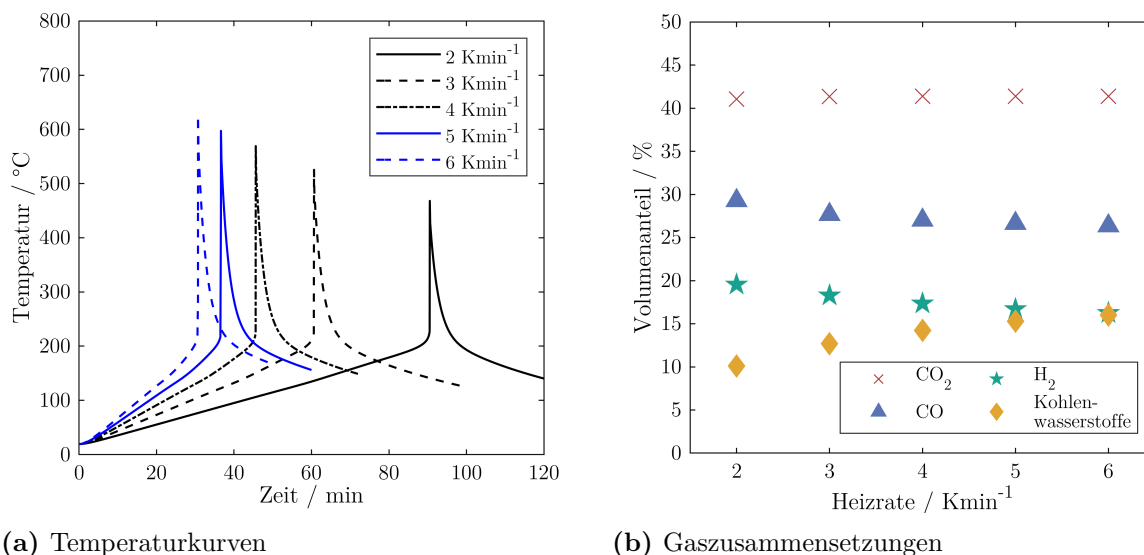 800
700
600
500
400
300
200
100
0
0 20 40 60 80 100 120
Temperatur / °C
Zeit / min
2 Kmin⁻¹
3 Kmin⁻¹
4 Kmin⁻¹
5 Kmin⁻¹
6 Kmin⁻¹
(a) Temperaturkurven
50
45
40
35
30
25
20
15
10
5
0
2 3 4 5 6
Volumenanteil / %
Heizrate / Kmin⁻¹
CO₂
CO
H₂
Kohlen-
wasserstoffe
(b) Gaszusammensetzungen